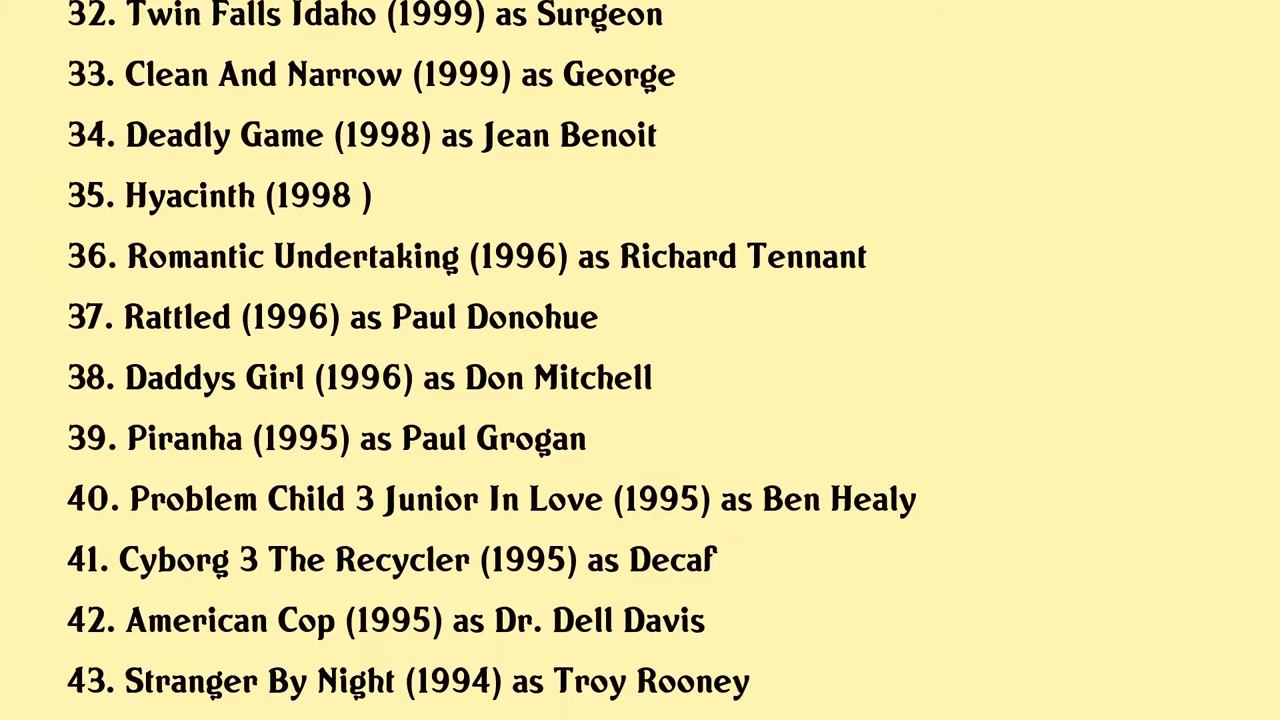 32. Twin Falls Idaho (1999) as Surgeon
33. Clean And Narrow (1999) as George
34. Deadly Game (1998) as Jean Benoit
35. Hyacinth (1998 )
36. Romantic Undertaking (1996) as Richard Tennant
37. Rattled (1996) as Paul Donohue
38. Daddys Girl (1996) as Don Mitchell
39. Piranha (1995) as Paul Grogan
40. Problem Child 3 Junior In Love (1995) as Ben Healy
41. Cyborg 3 The Recycler (1995) as Decaf
42. American Cop (1995) as Dr. Dell Davis
43. Stranger By Night (1994) as Troy Rooney